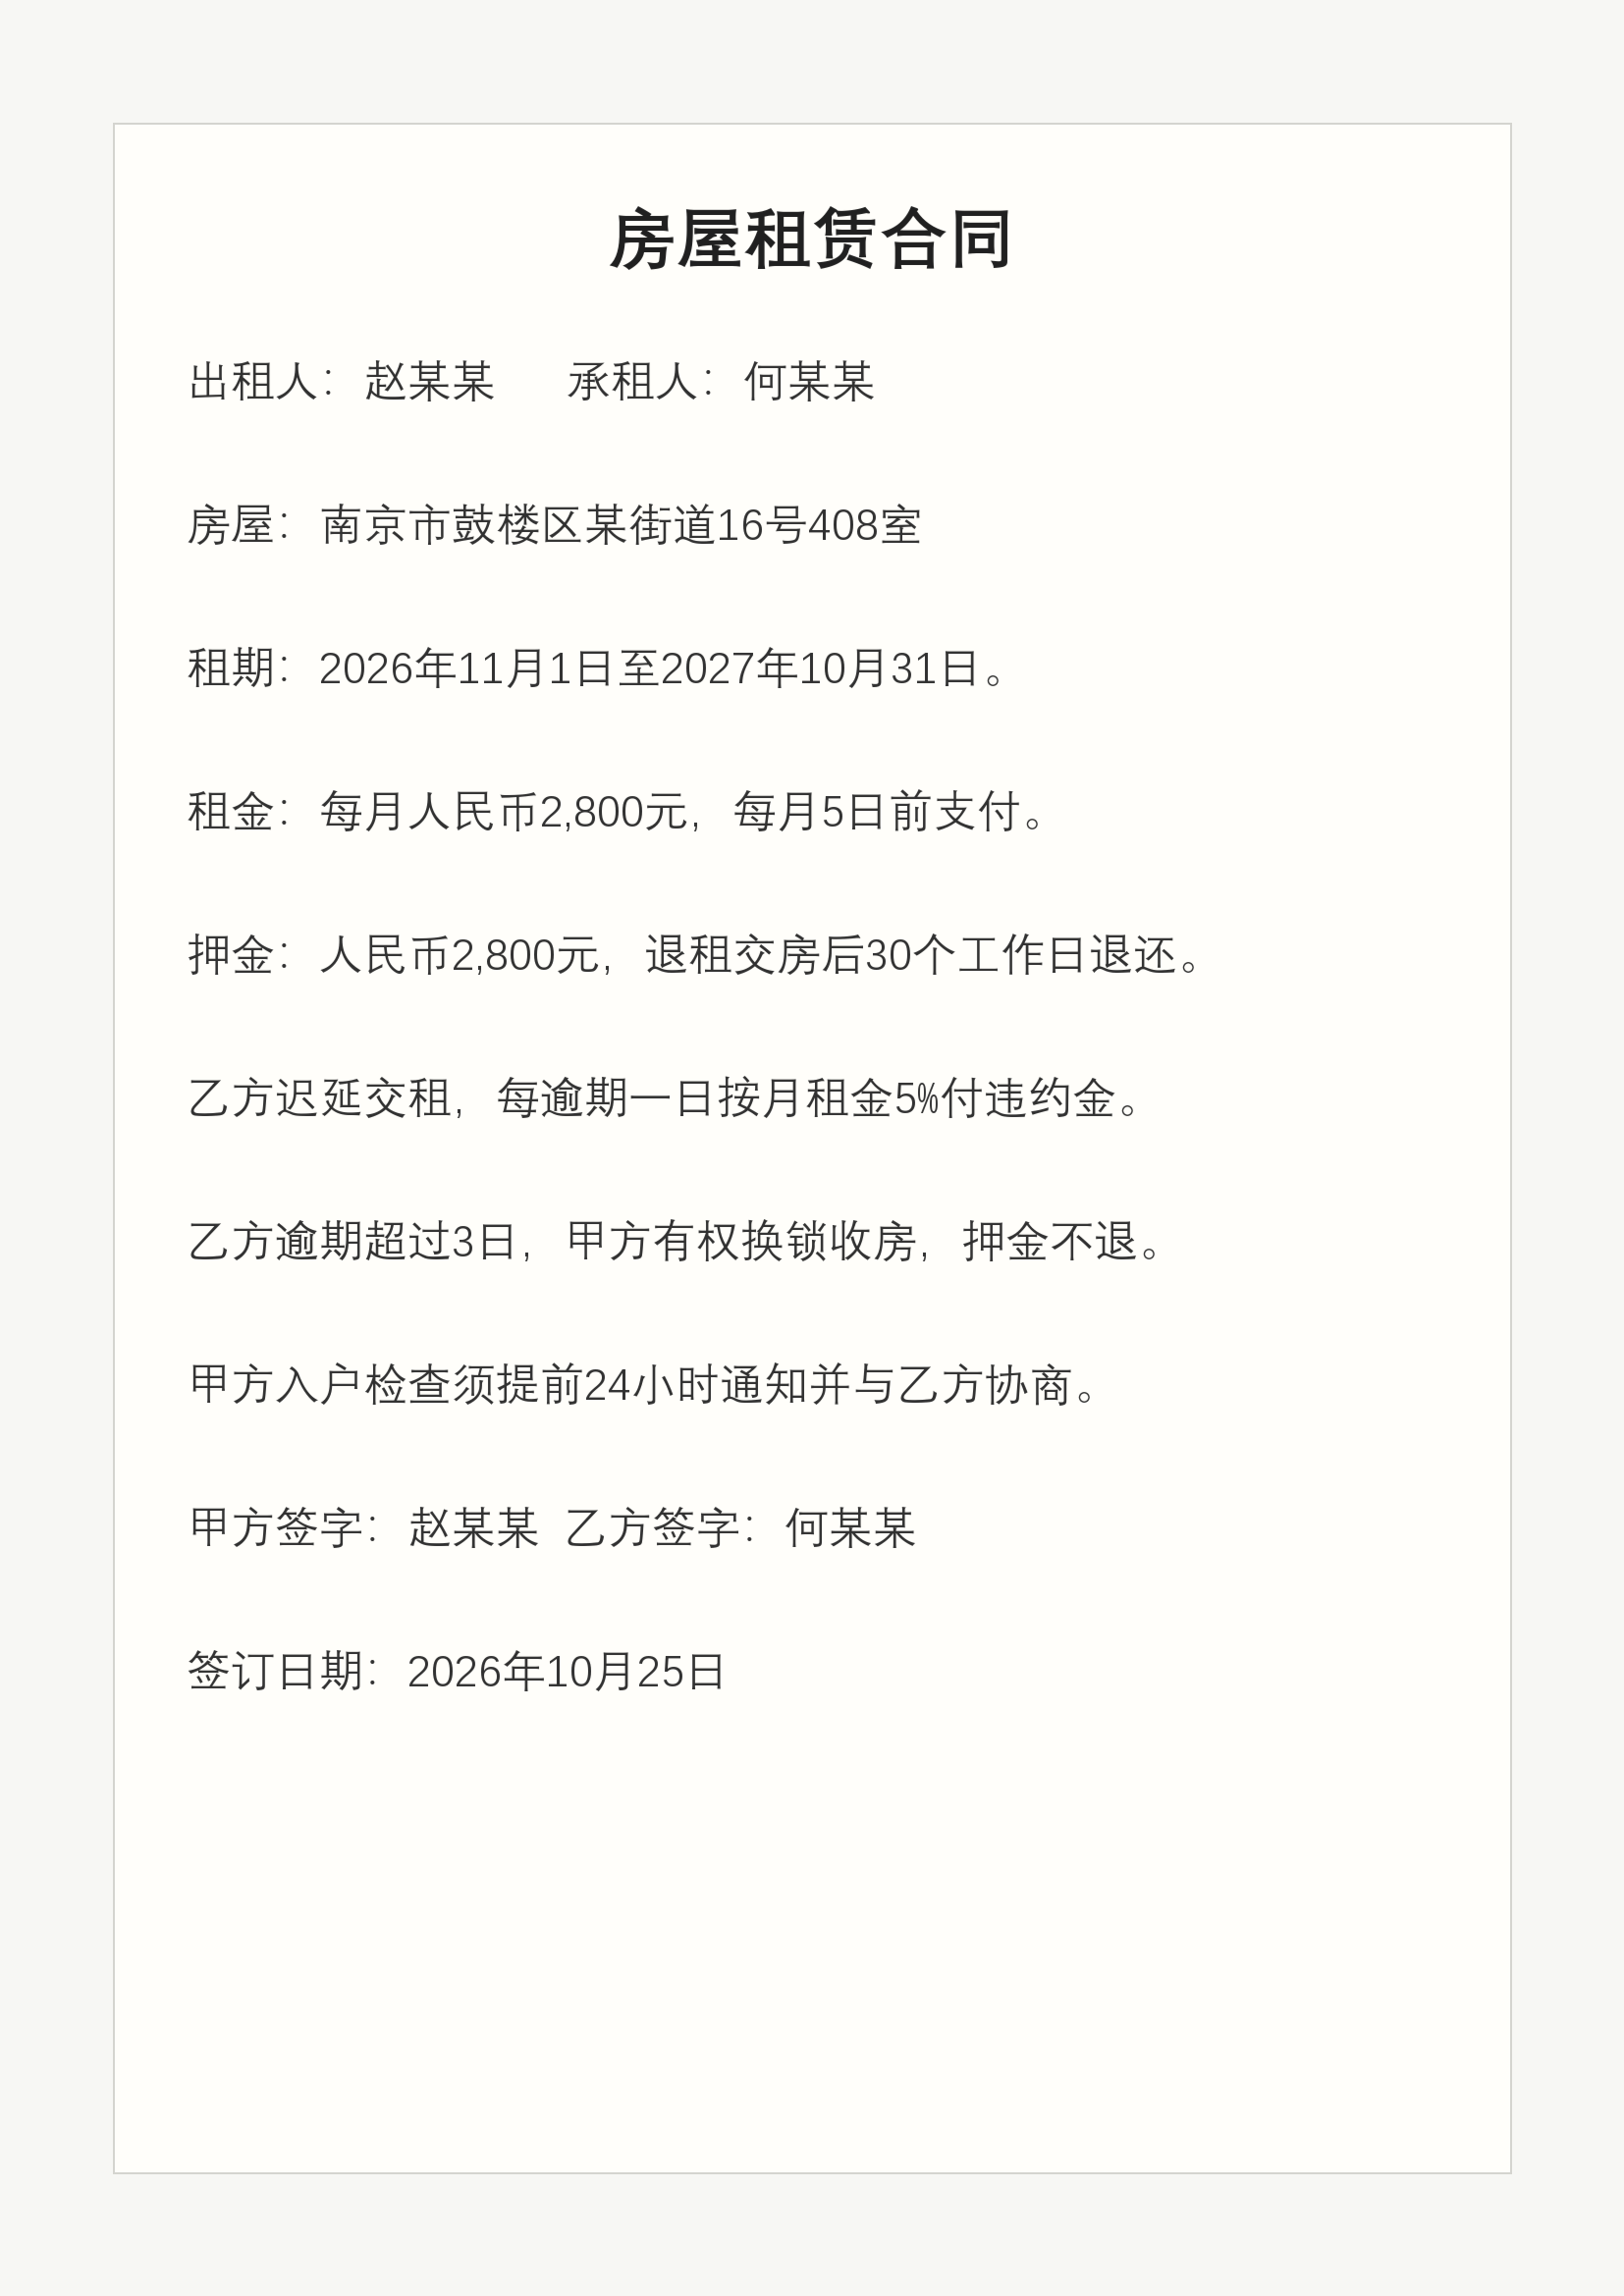 房屋租赁合同
出租人：赵某某　承租人：何某某
房屋：南京市鼓楼区某街道16号408室
租期：2026年11月1日至2027年10月31日。
租金：每月人民币2,800元，每月5日前支付。
押金：人民币2,800元，退租交房后30个工作日退还。
乙方迟延交租，每逾期一日按月租金5%付违约金。
乙方逾期超过3日，甲方有权换锁收房，押金不退。
甲方入户检查须提前24小时通知并与乙方协商。
甲方签字：赵某某 乙方签字：何某某
签订日期：2026年10月25日